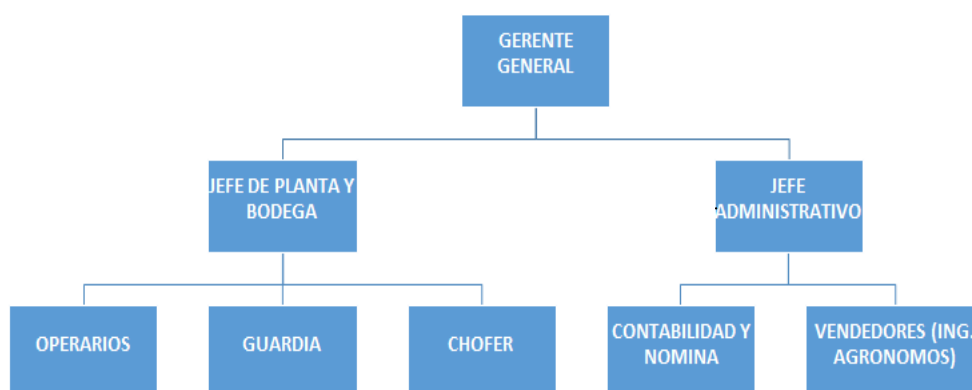 GERENTE
GENERAL
JEFE DE PLANTA Y
BODEGA
JEFE
ADMINISTRATIVO
OPERARIOS
GUARDIA
CHOFER
CONTABILIDAD Y
NOMINA
VENDEDORES (ING.
AGRONOMOS)